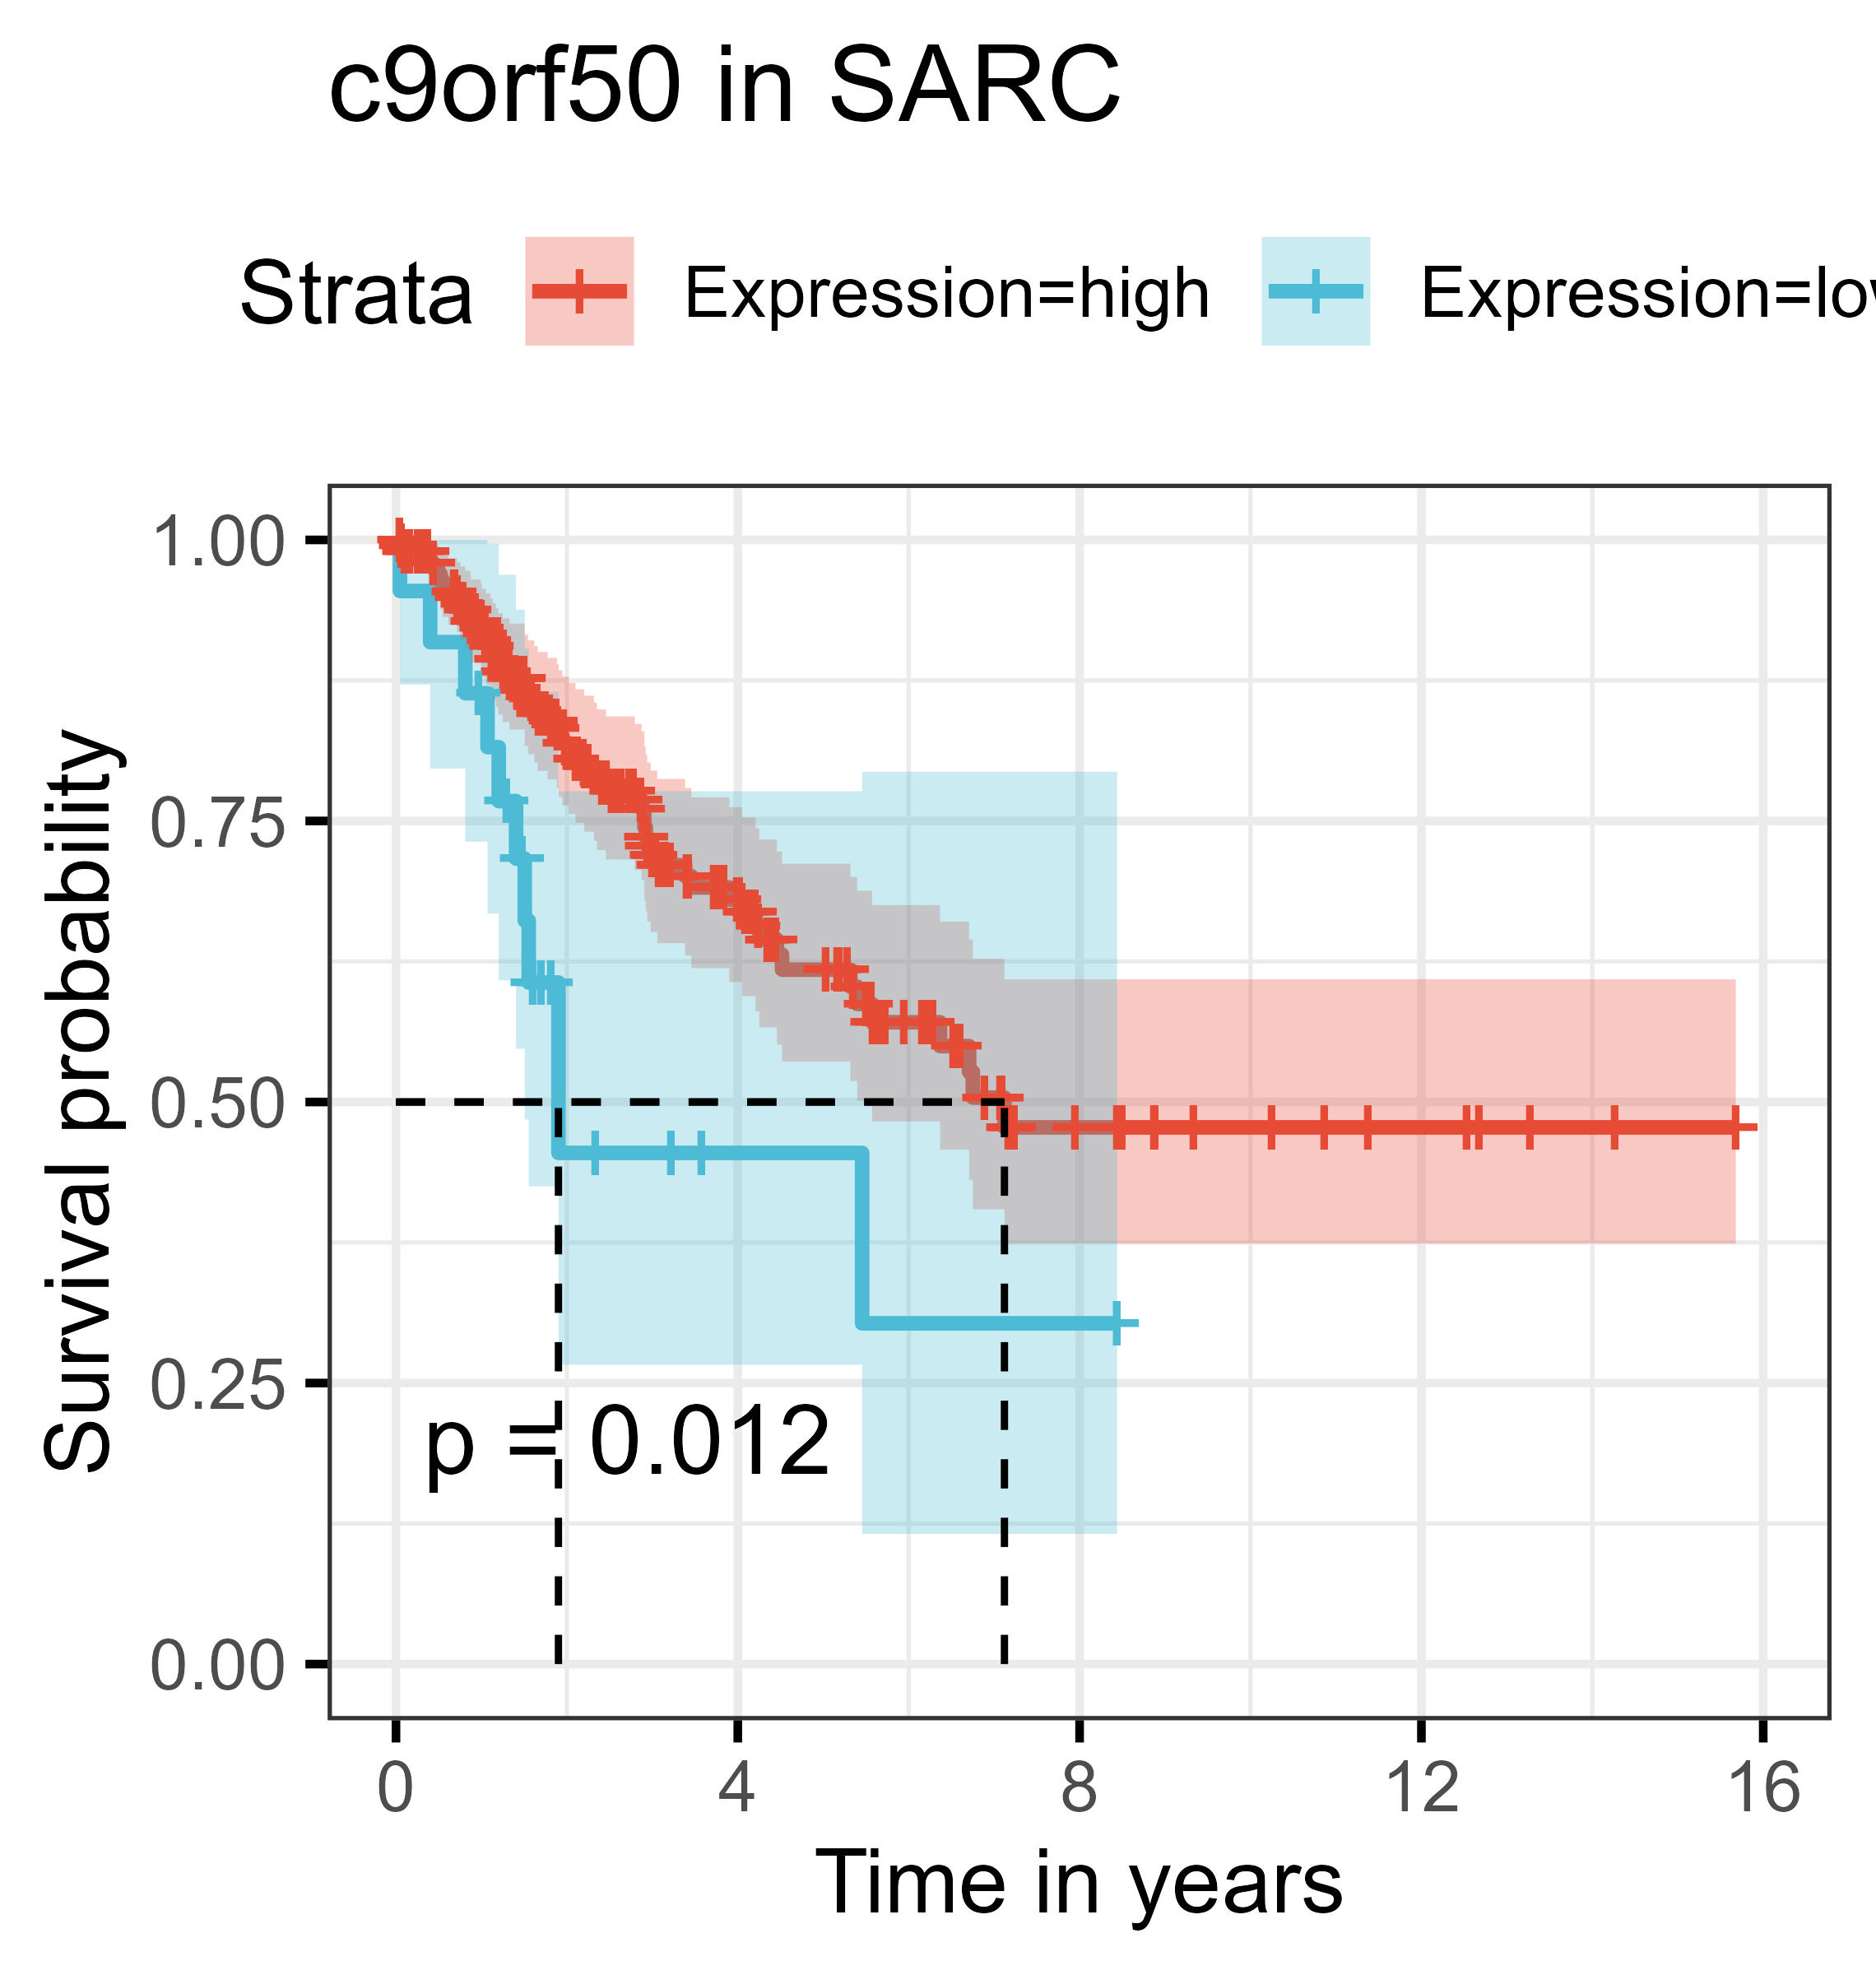 c9orf50 in SARC
Strata Expression=high Expression=lo
Survival probability
1.00
0.75
0.50
0.25
0.00
p = 0.012
0 4 8 12 16
Time in years